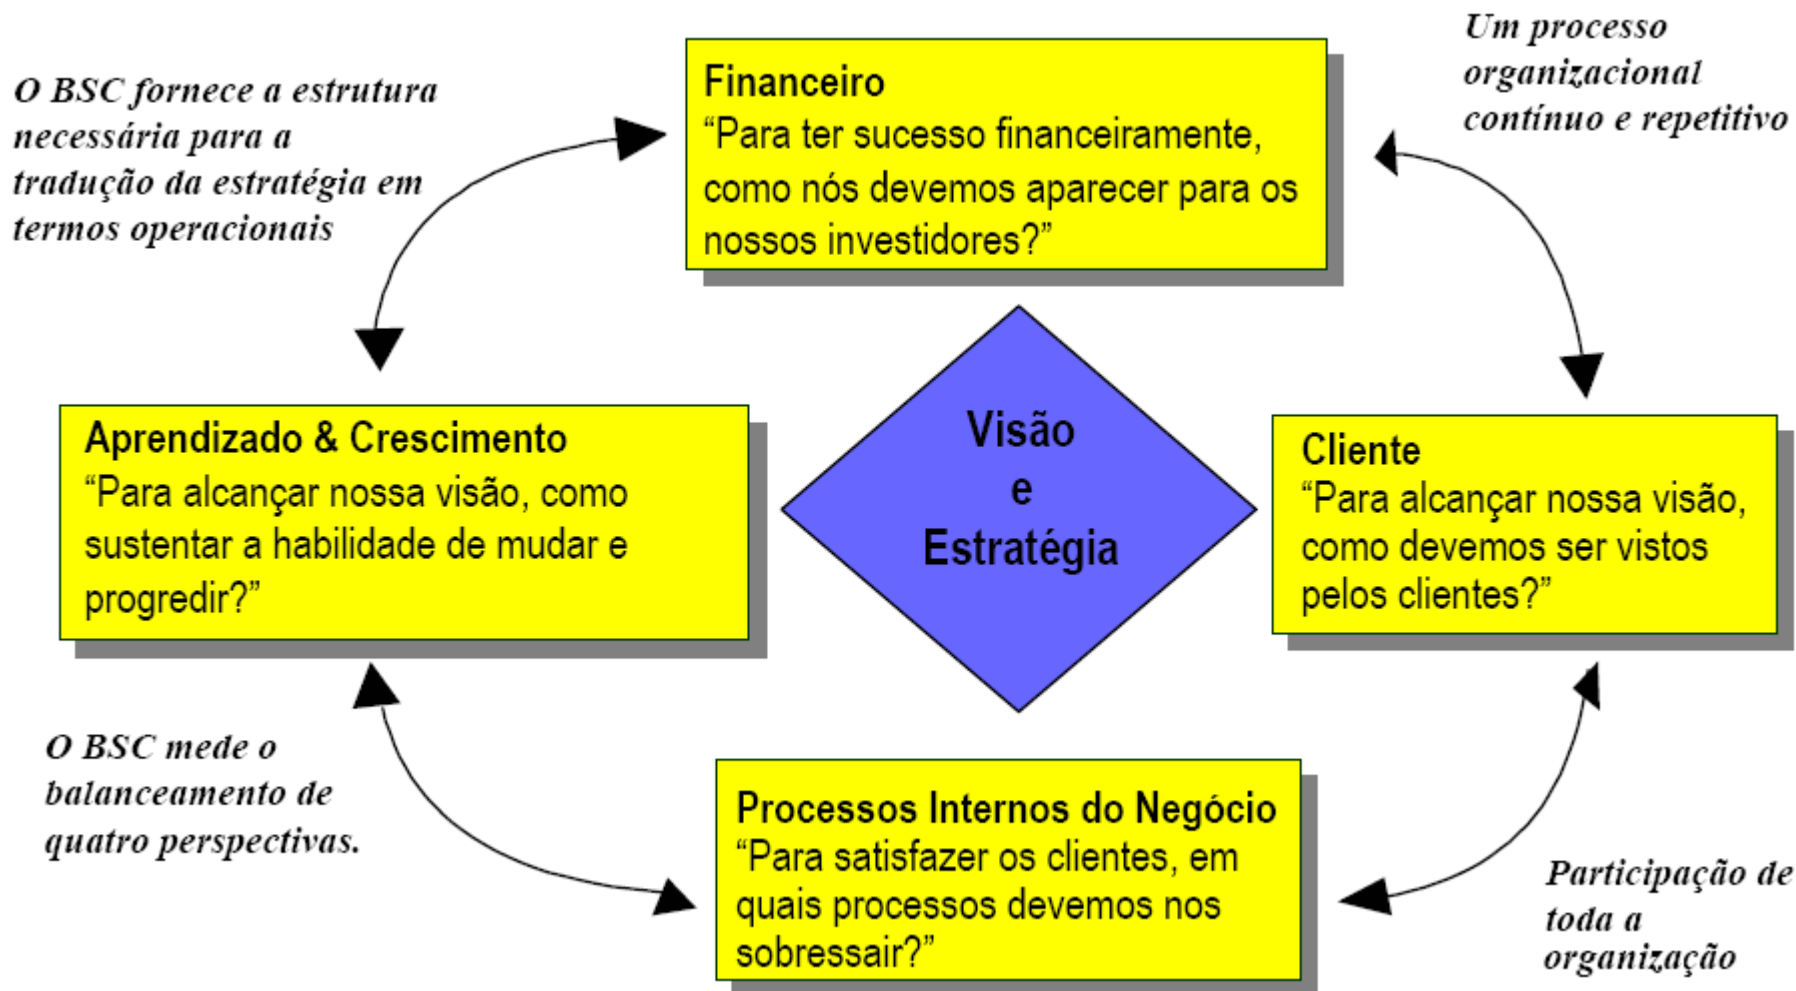 O BSC fornece a estrutura
necessária para a
tradução da estratégia em
termos operacionais
Financeiro
“Para ter sucesso financeiramente,
como nós devemos aparecer para os
nossos investidores?”
Um processo
organizacional
contínuo e repetitivo
Aprendizado & Crescimento
“Para alcançar nossa visão, como
sustentar a habilidade de mudar e
progredir?”
Visão
e
Estratégia
Cliente
“Para alcançar nossa visão,
como devemos ser vistos
pelos clientes?”
O BSC mede o
balanceamento de
quatro perspectivas.
Processos Internos do Negócio
“Para satisfazer os clientes, em
quais processos devemos nos
sobressair?”
Participação de
toda a
organização